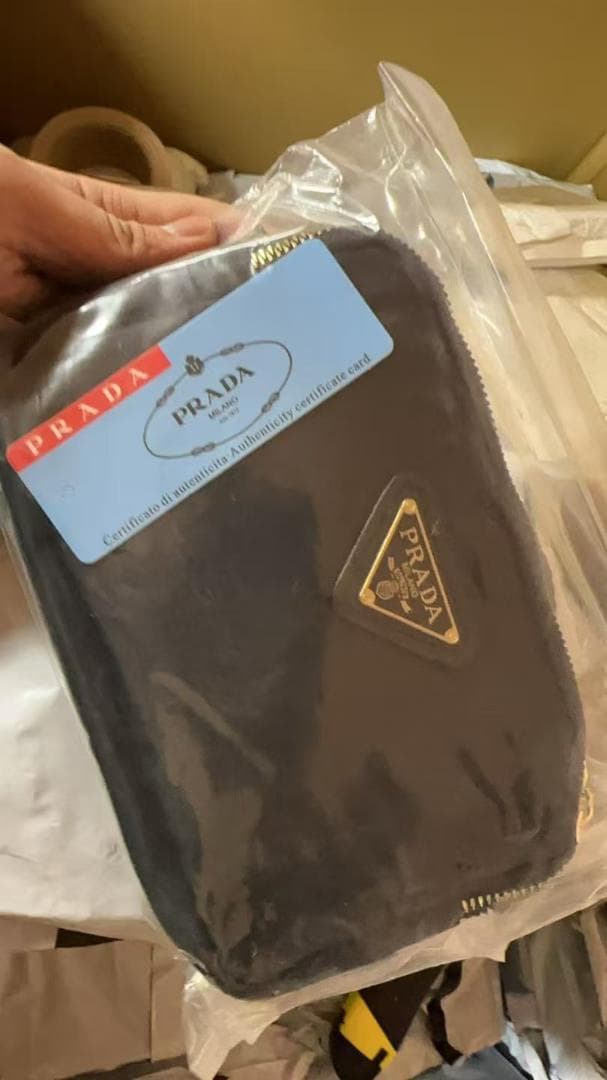 PRADA
PRADA
MILANO
Certificato di autenticita·Authenticity certificate card
PRADA
MILANO